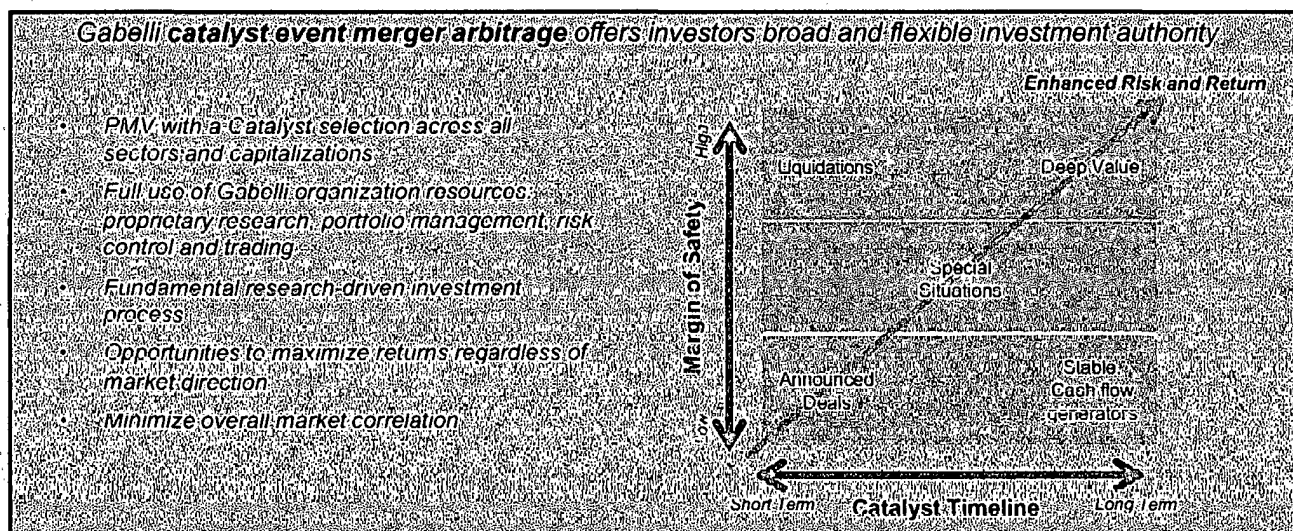 Gabelli catalyst event merger arbitrage offers investors broad and flexible investment authority
• PMV with a Catalyst selection across all
sectors and capitalizations
• Full use of Gabelli organization resources:
proprietary research, portfolio management, risk
control and trading
• Fundamental research-driven investment
process
• Opportunities to maximize returns regardless of
market direction
• Minimize overall market correlation
Enhanced Risk and Return
High
Margin of Safety
Low
Liquidations
Deep Value
Special
Situations
Announced
Deals
Stable
Cash flow
generators
Short Term
Catalyst Timeline
Long Term